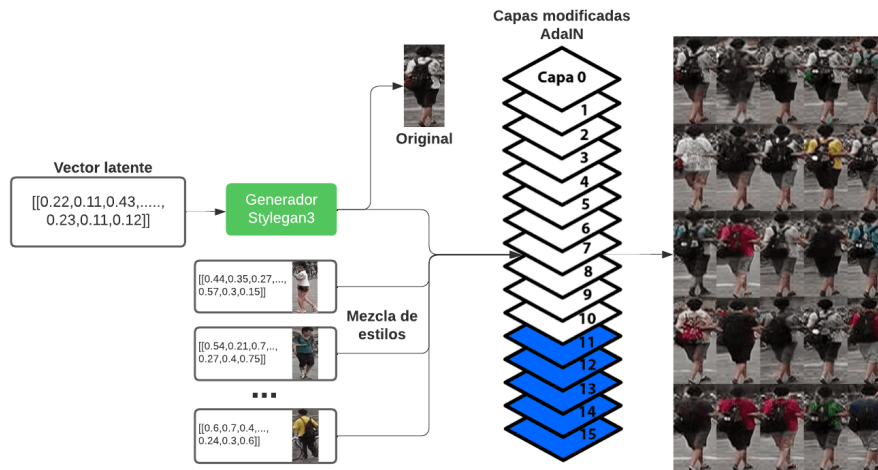 Capas modificadas
AdaIN
Capa 0
1
2
3
4
5
6
7
8
9
10
11
12
13
14
15
Original
Vector latente
[[0.22,0.11,0.43,.....,
0.23,0.11,0.12]]
Generador
Stylegan3
[[0.44,0.35,0.27,...,
0.57,0.3,0.15]]
Mezcla de
estilos
[[0.54,0.21,0.7,..,
0.27,0.4,0.75]]
...
[[0.6,0.7,0.4,...,
0.24,0.3,0.6]]